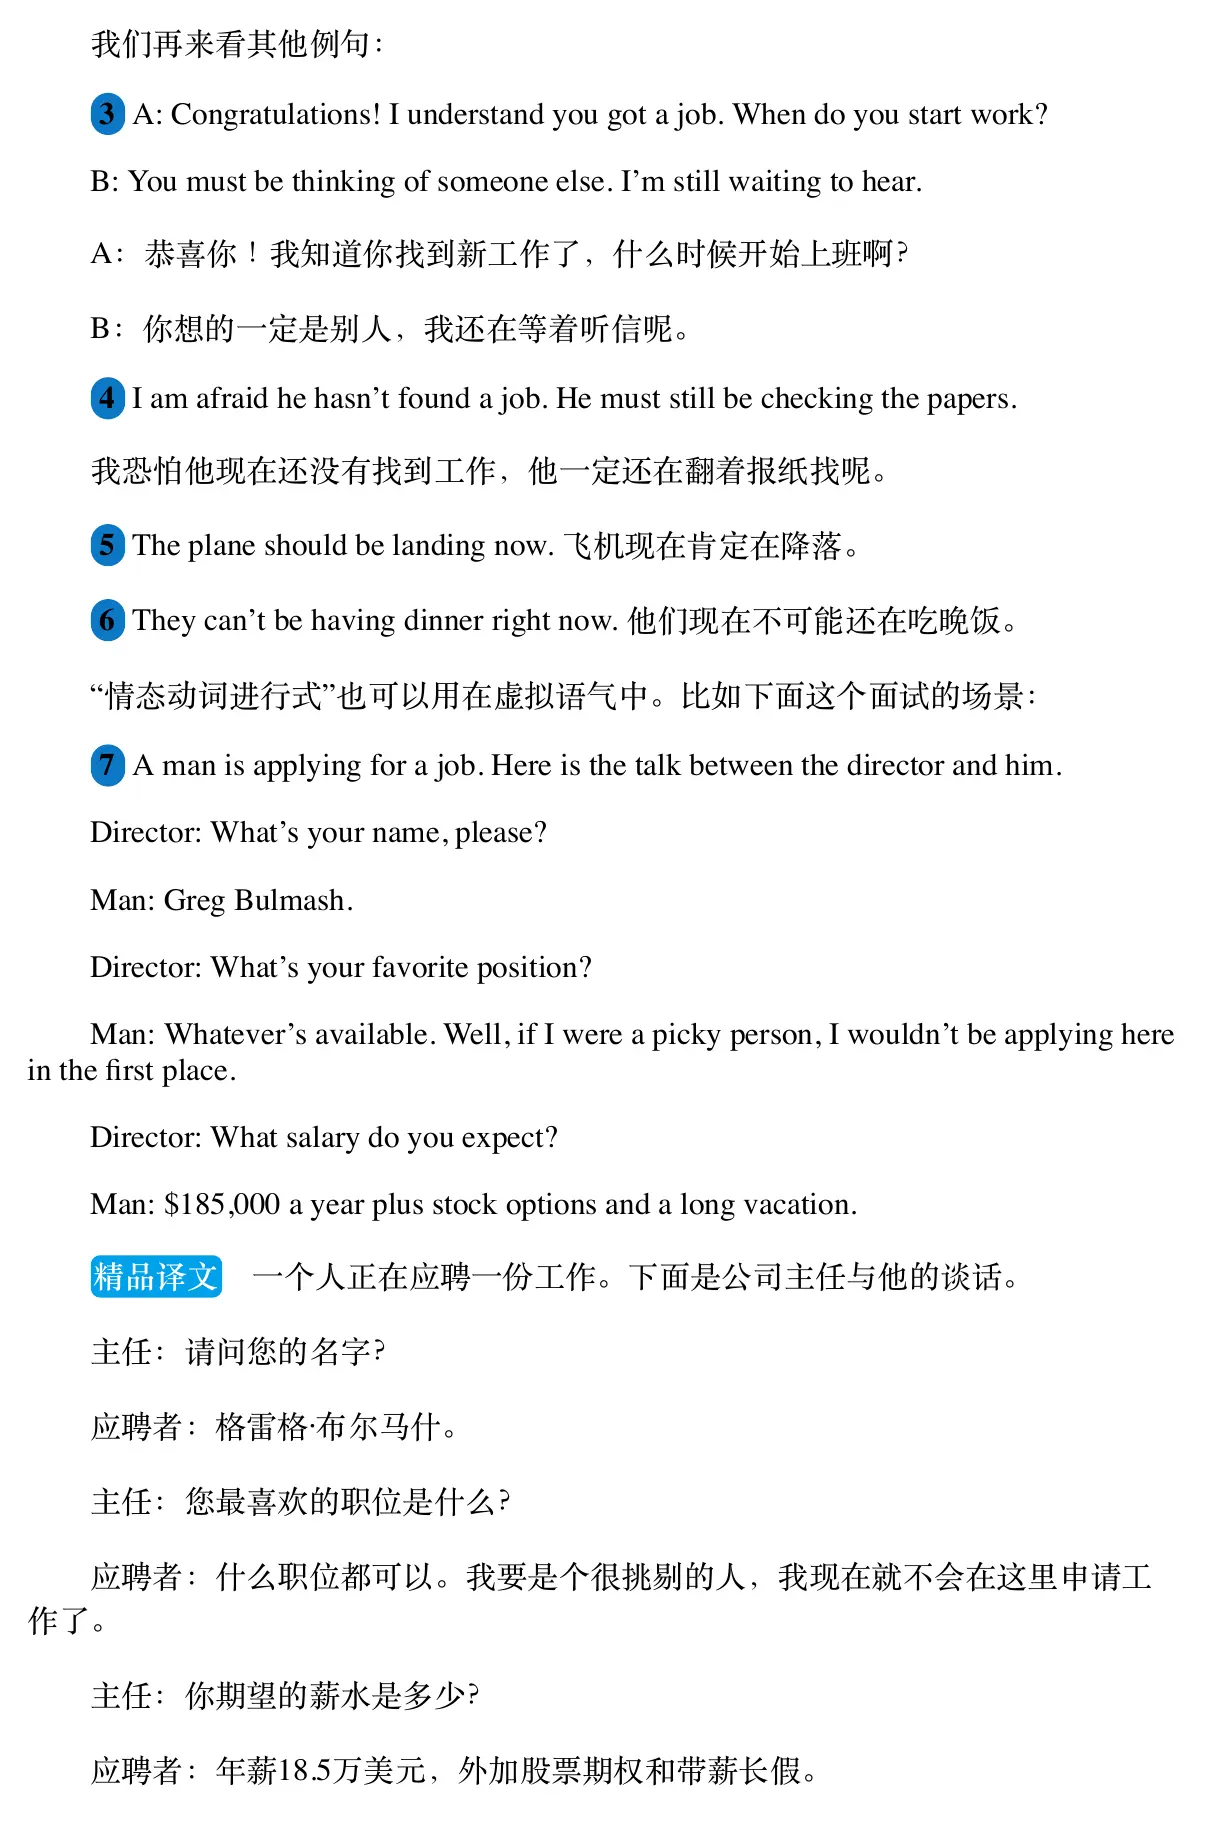 我们再来看其他例句：
3 A: Congratulations! I understand you got a job. When do you start work?
B: You must be thinking of someone else. I’m still waiting to hear.
A：恭喜你！我知道你找到新工作了，什么时候开始上班啊？
B：你想的一定是别人，我还在等着听信呢。
4 I am afraid he hasn’t found a job. He must still be checking the papers.
我恐怕他现在还没有找到工作，他一定还在翻着报纸找呢。
5 The plane should be landing now. 飞机现在肯定在降落。
6 They can’t be having dinner right now. 他们现在不可能还在吃晚饭。
“情态动词进行式”也可以用在虚拟语气中。比如下面这个面试的场景：
7 A man is applying for a job. Here is the talk between the director and him.
Director: What’s your name, please?
Man: Greg Bulmash.
Director: What’s your favorite position?
Man: Whatever’s available. Well, if I were a picky person, I wouldn’t be applying here
in the first place.
Director: What salary do you expect?
Man: $185,000 a year plus stock options and a long vacation.
精品译文 一个人正在应聘一份工作。下面是公司主任与他的谈话。
主任：请问您的名字？
应聘者：格雷格·布尔马什。
主任：您最喜欢的职位是什么？
应聘者：什么职位都可以。我要是个很挑剔的人，我现在就不会在这里申请工
作了。
主任：你期望的薪水是多少？
应聘者：年薪18.5万美元，外加股票期权和带薪长假。